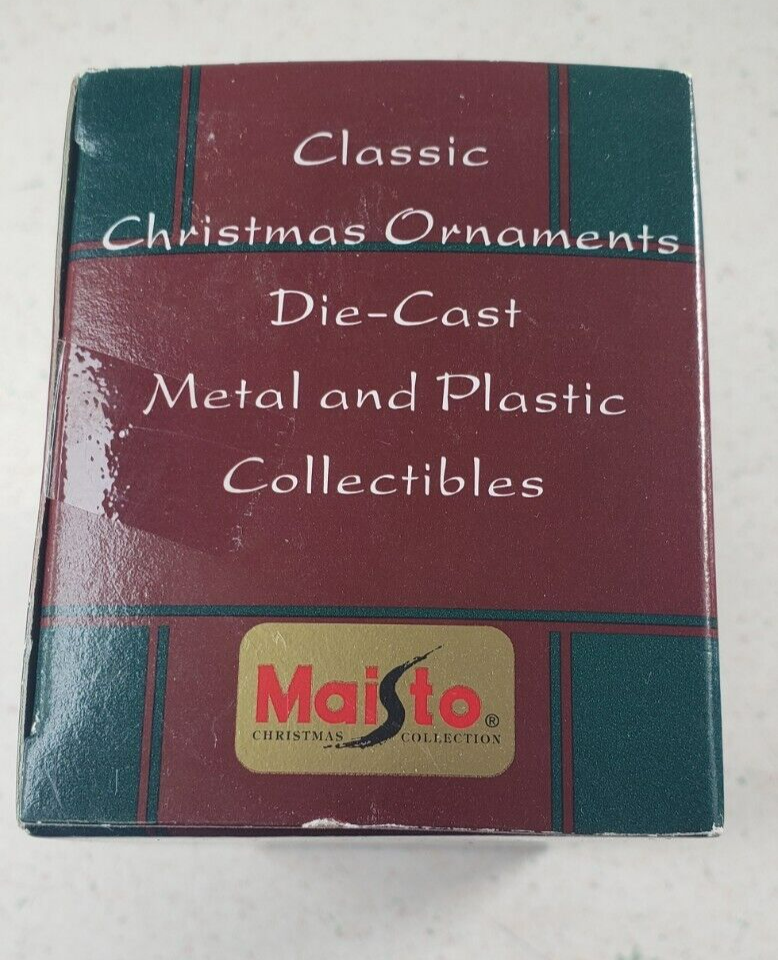 Classic
Christmas Ornaments
Die-Cast
Metal and Plastic
Collectibles
Maisto®
CHRISTMAS COLLECTION